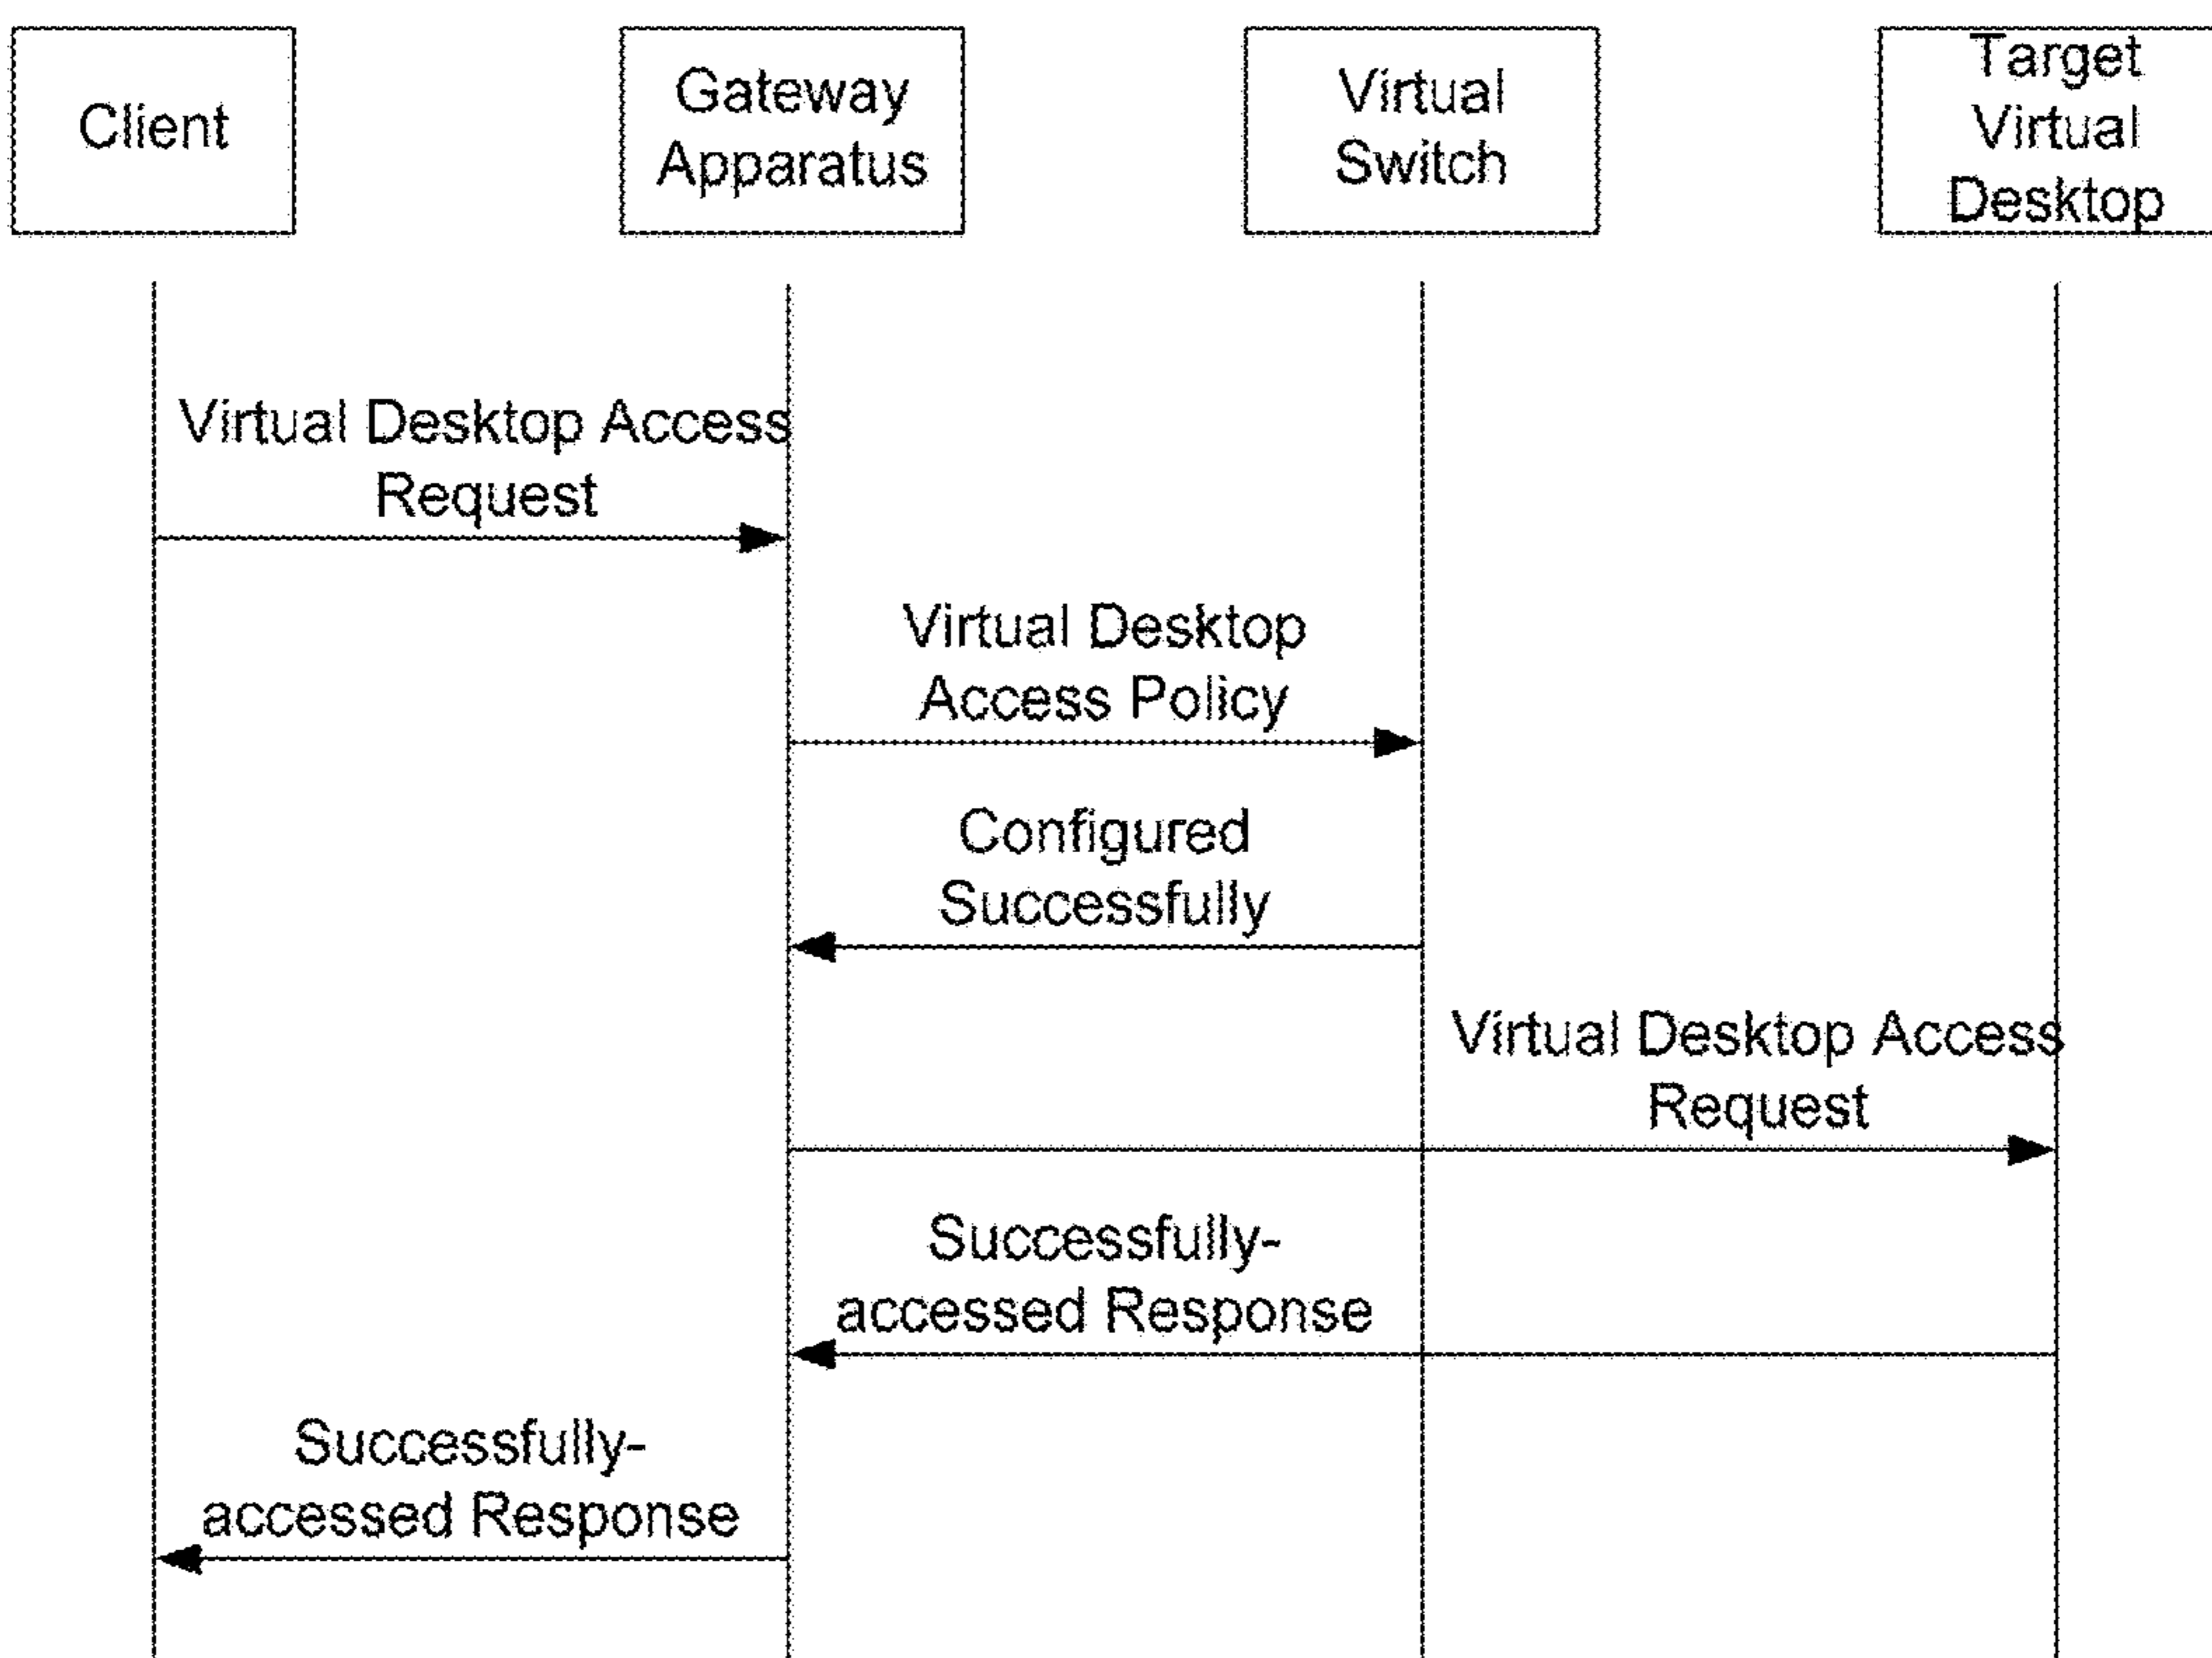 Client
Gateway
Apparatus
Virtual
Switch
Target
Virtual
Desktop
Virtual Desktop Access
Request
Virtual Desktop
Access Policy
Configured
Successfully
Virtual Desktop Access
Request
Successfully-
accessed Response
Successfully-
accessed Response